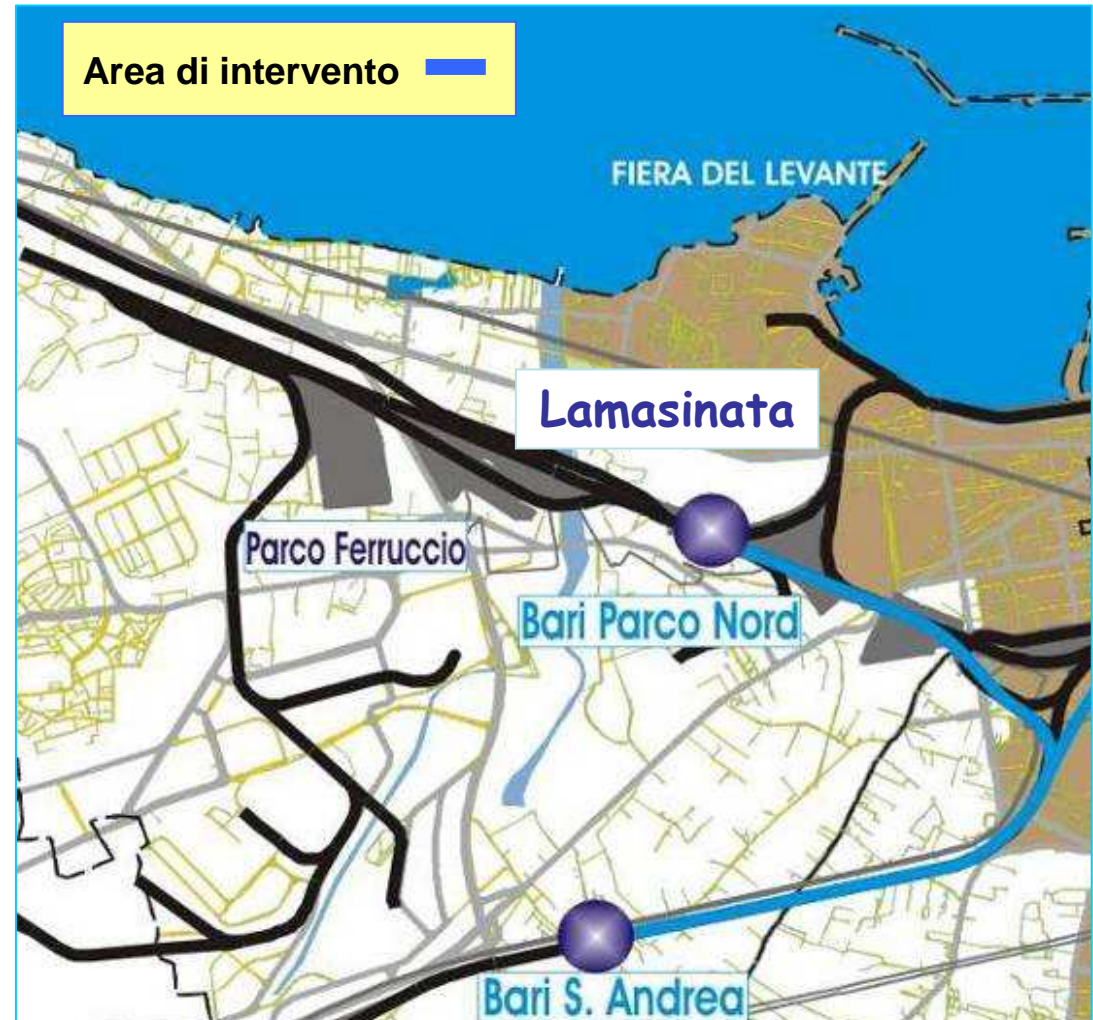 Area di intervento
FIERA DEL LEVANTE
Lamasinata
Parco Ferruccio
Bari Parco Nord
Bari S. Andrea